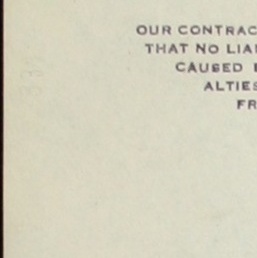 OUR CONTRAC
THAT NO LIA
CAUSED
ALTIES
FR